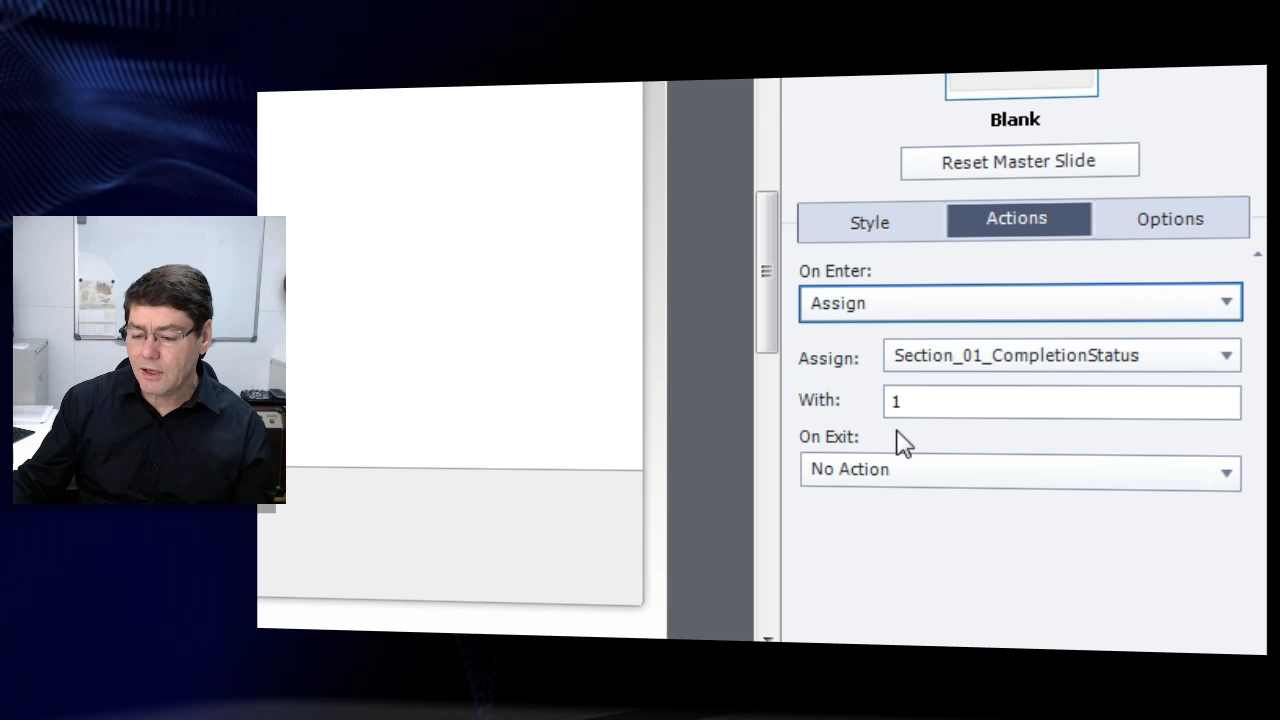 Blank
Reset Master Slide
Style Actions Options
On Enter:
Assign
Assign: Section_01_CompletionStatus
With: 1
On Exit:
No Action